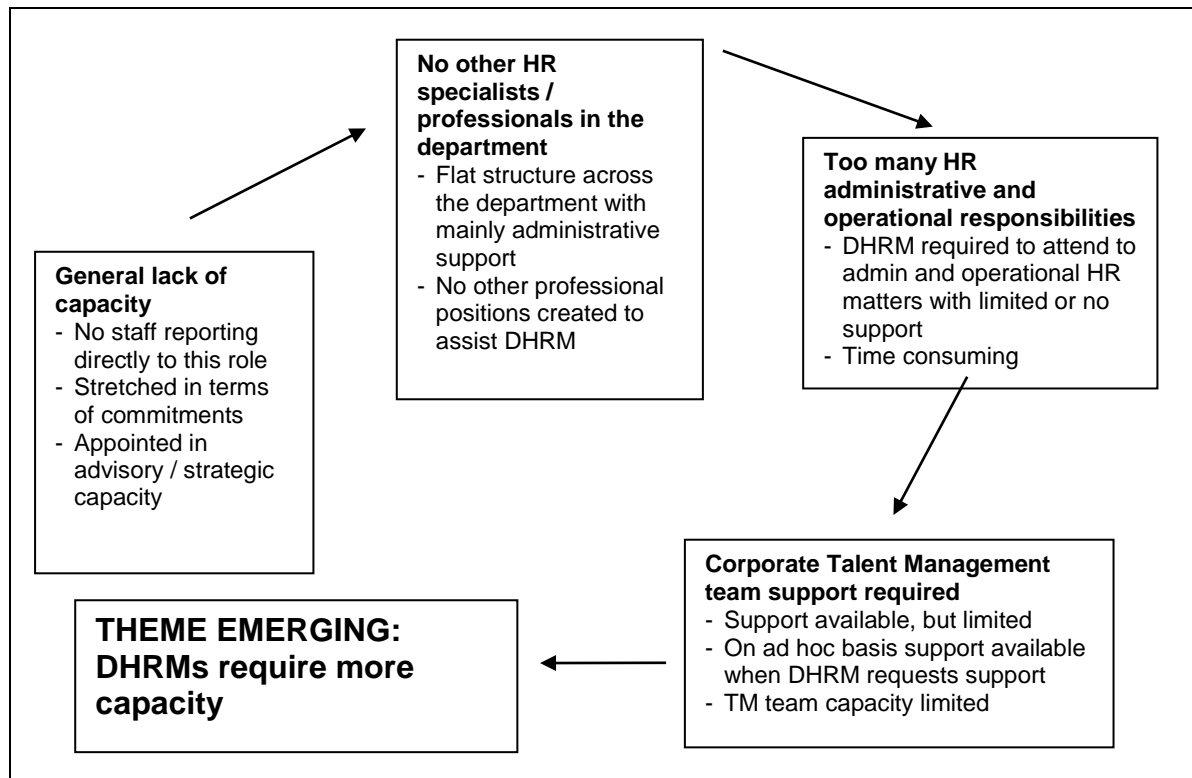 General lack of
capacity
- No staff reporting
directly to this role
- Stretched in terms
of commitments
- Appointed in
advisory / strategic
capacity
No other HR
specialists /
professionals in the
department
- Flat structure across
the department with
mainly administrative
support
- No other professional
positions created to
assist DHRM
Too many HR
administrative and
operational responsibilities
- DHRM required to attend to
admin and operational HR
matters with limited or no
support
- Time consuming
Corporate Talent Management
team support required
- Support available, but limited
- On ad hoc basis support available
when DHRM requests support
- TM team capacity limited
THEME EMERGING:
DHRMs require more
capacity